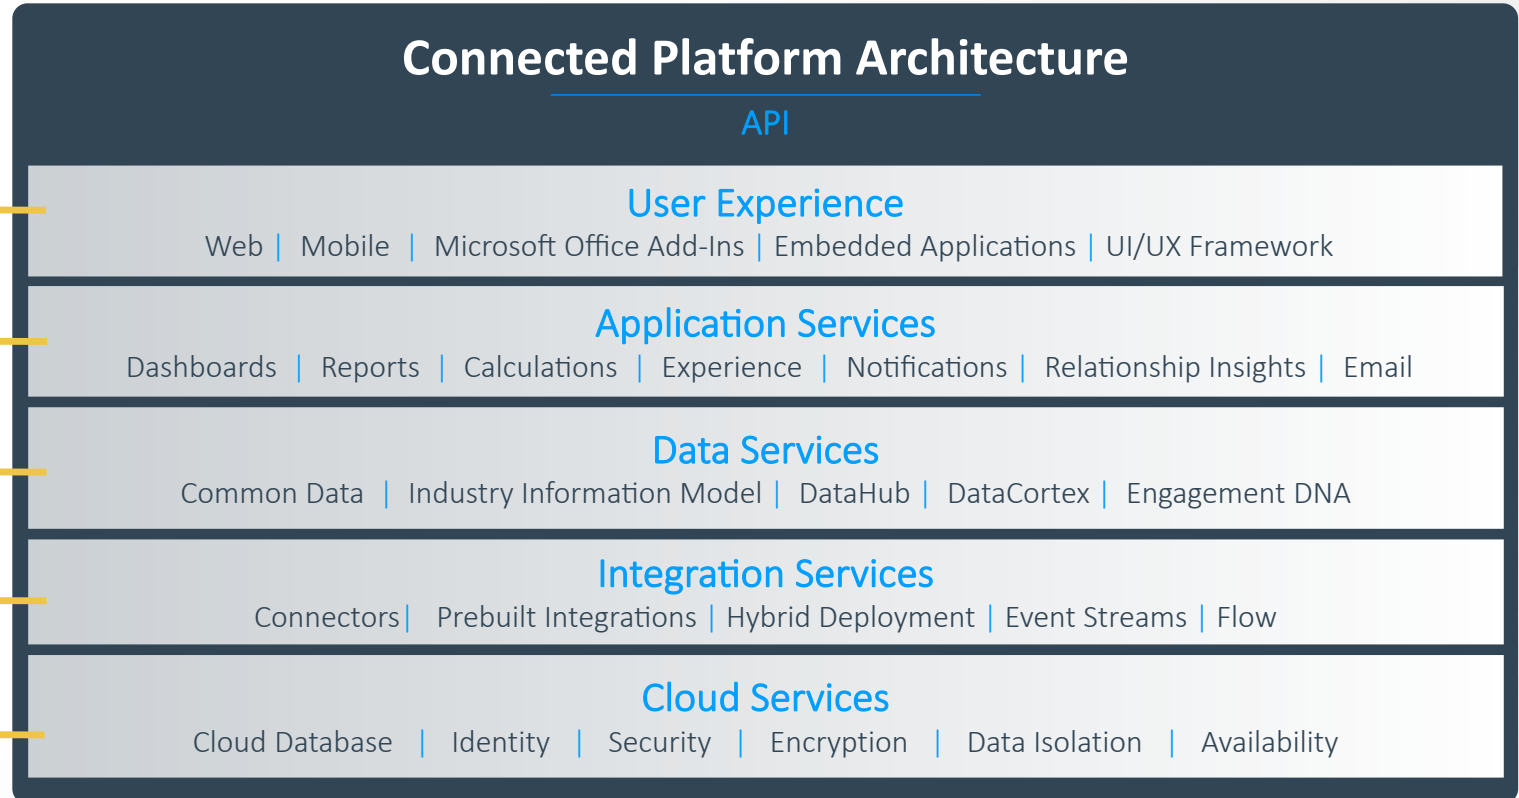 Connected Platform Architecture
API
User Experience
Web | Mobile | Microsoft Office Add-Ins | Embedded Applications | UI/UX Framework
Application Services
Dashboards | Reports | Calculations | Experience | Notifications | Relationship Insights | Email
Data Services
Common Data | Industry Information Model | DataHub | DataCortex | Engagement DNA
Integration Services
Connectors | Prebuilt Integrations | Hybrid Deployment | Event Streams | Flow
Cloud Services
Cloud Database | Identity | Security | Encryption | Data Isolation | Availability